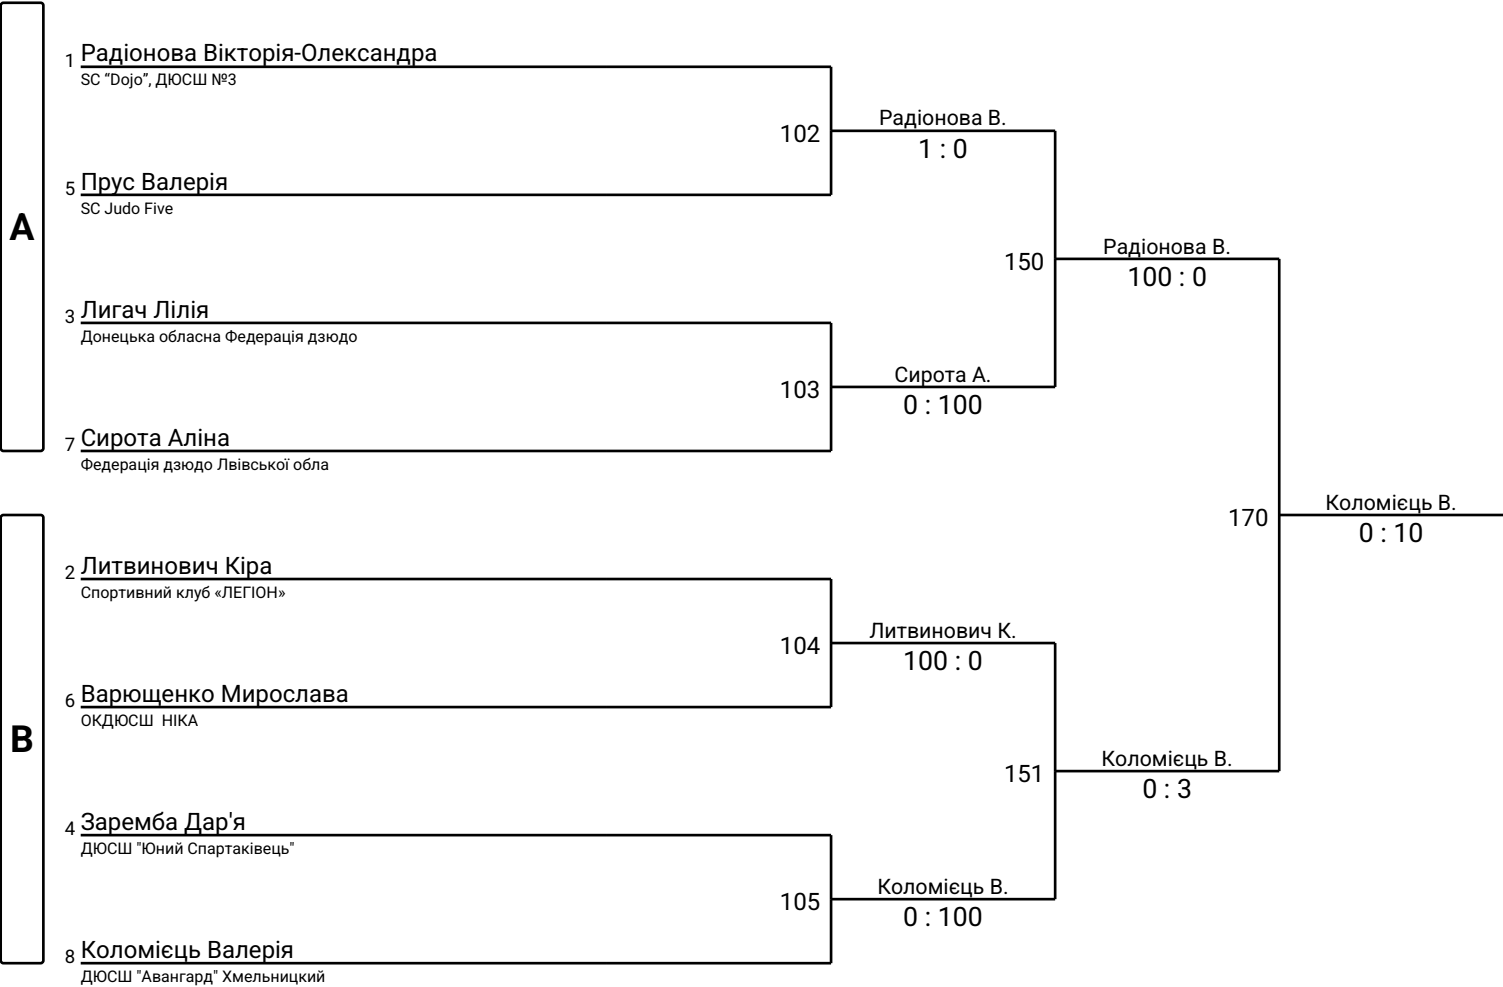 A
1 Радіонова Вікторія-Олександра
SC “Dojo”, ДЮСШ №3
102
Радіонова В.
1 : 0
5 Прус Валерія
SC Judo Five
150
Радіонова В.
100 : 0
3 Лигач Лілія
Донецька обласна Федерація дзюдо
103
Сирота А.
0 : 100
7 Сирота Аліна
Федерація дзюдо Лвівської обла
170
Коломієць В.
0 : 10
B
2 Литвинович Кіра
Спортивний клуб «ЛЕГІОН»
104
Литвинович К.
100 : 0
6 Варющенко Мирослава
ОКДЮСШ  НІКА
151
Коломієць В.
0 : 3
4 Заремба Дар'я
ДЮСШ "Юний Спартаківець"
105
Коломієць В.
0 : 100
8 Коломієць Валерія
ДЮСШ "Авангард" Хмельницкий